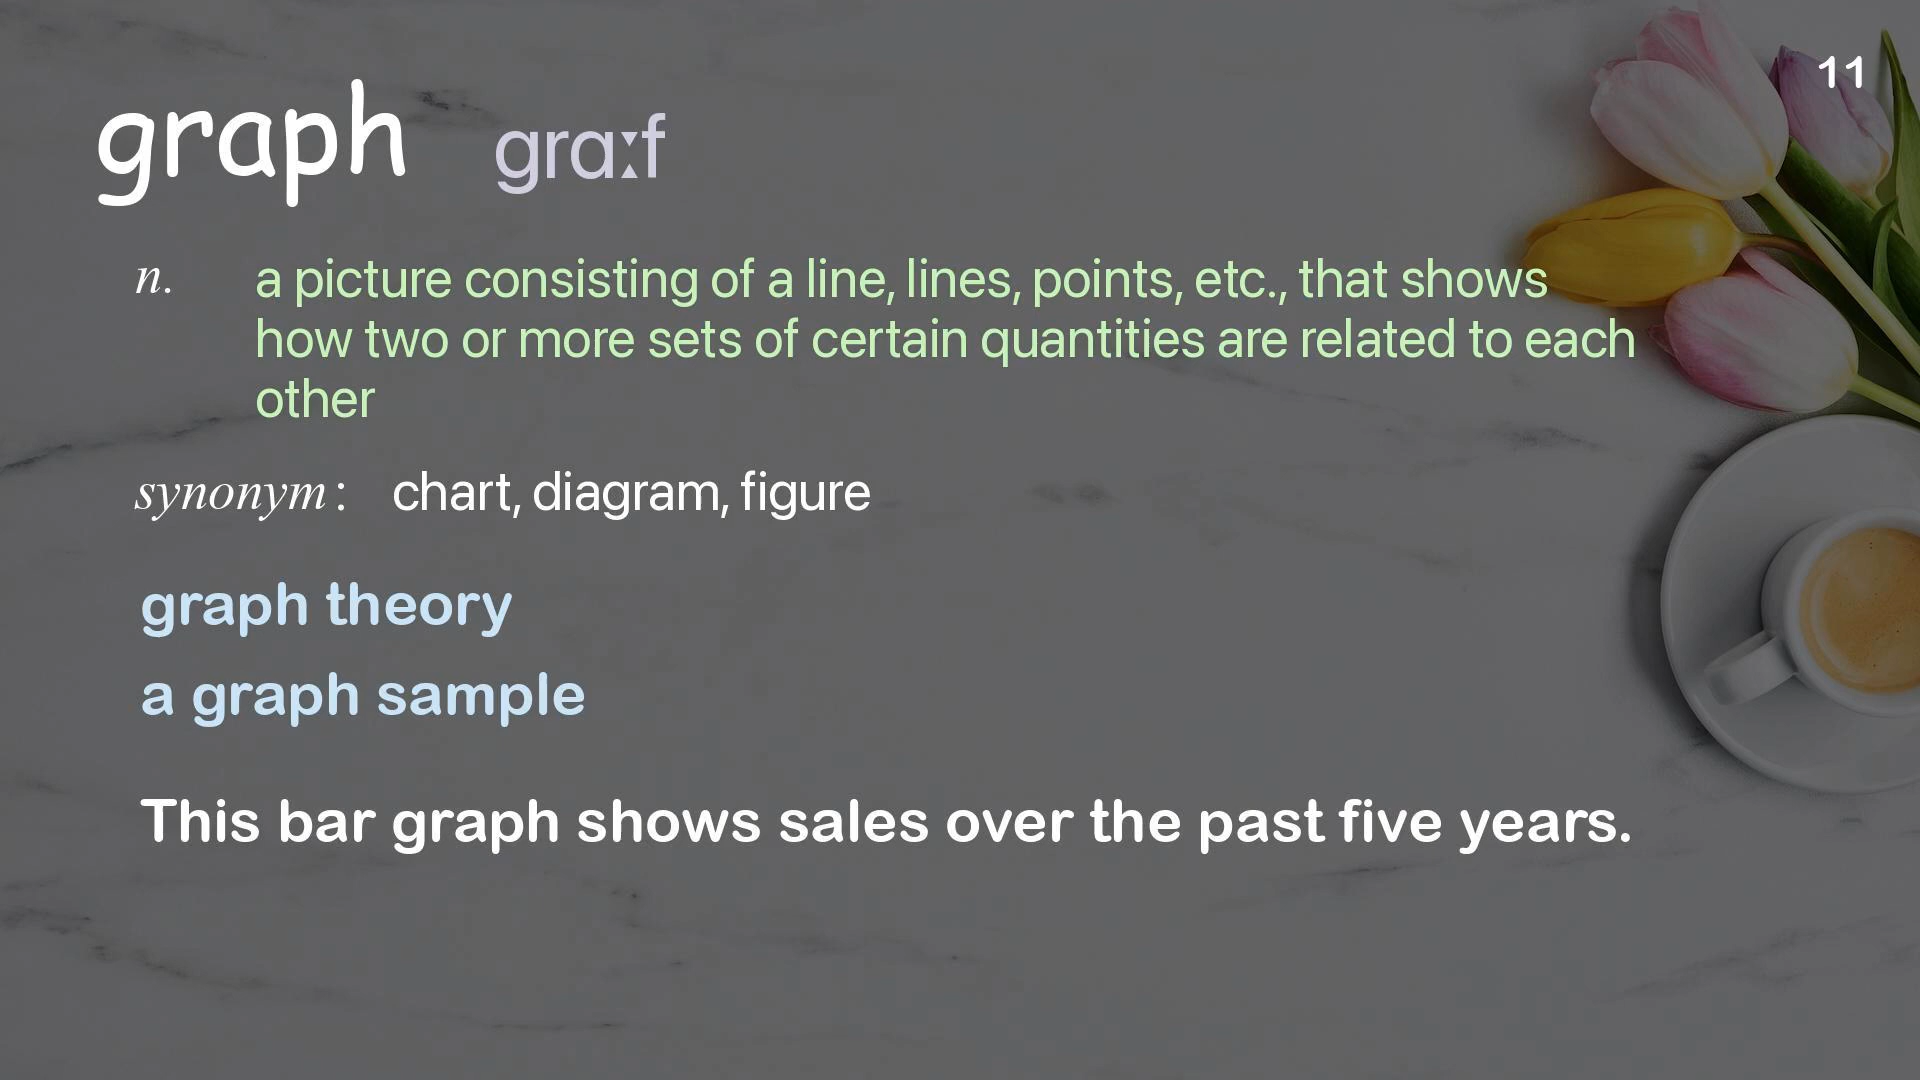 11
graph grɑːf
n. a picture consisting of a line, lines, points, etc., that shows
how two or more sets of certain quantities are related to each
other
synonym: chart, diagram, figure
graph theory
a graph sample
This bar graph shows sales over the past five years.